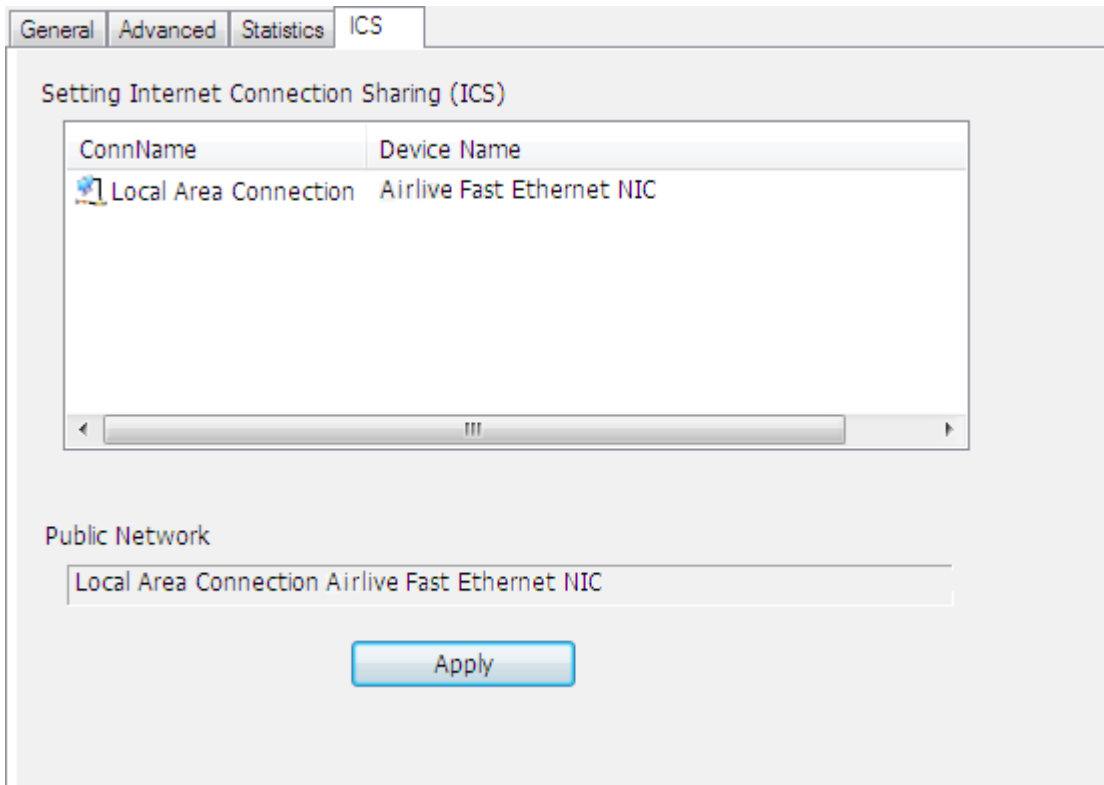 General Advanced Statistics ICS
Setting Internet Connection Sharing (ICS)
ConnName Device Name
Local Area Connection Airlive Fast Ethernet NIC
Public Network
Local Area Connection Airlive Fast Ethernet NIC
Apply